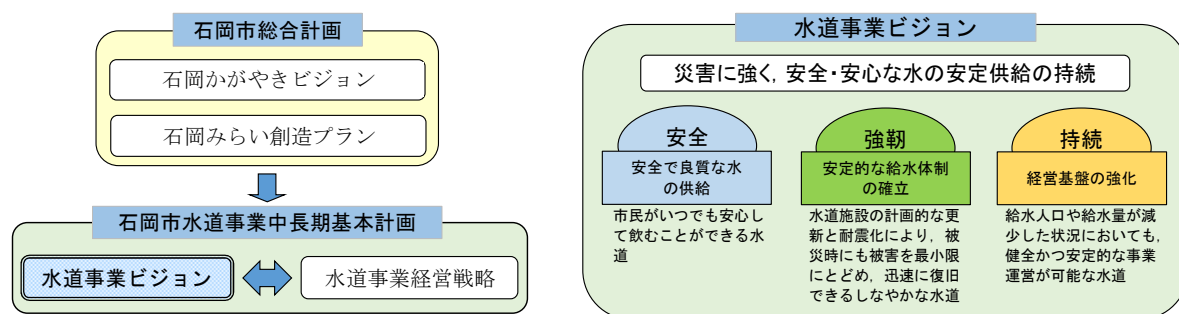 石岡市総合計画
石岡かがやきビジョン
石岡みらい創造プラン
石岡市水道事業中長期基本計画
水道事業ビジョン
水道事業経営戦略
水道事業ビジョン
災害に強く，安全・安心な水の安定供給の持続
安全
安全で良質な水
の供給
市民がいつでも安心し
て飲むことができる水
道
強靭
安定的な給水体制
の確立
水道施設の計画的な更
新と耐震化により，被
災時にも被害を最小限
にとどめ，迅速に復旧
できるしなやかな水道
持続
経営基盤の強化
給水人口や給水量が減
少した状況においても，
健全かつ安定的な事業
運営が可能な水道